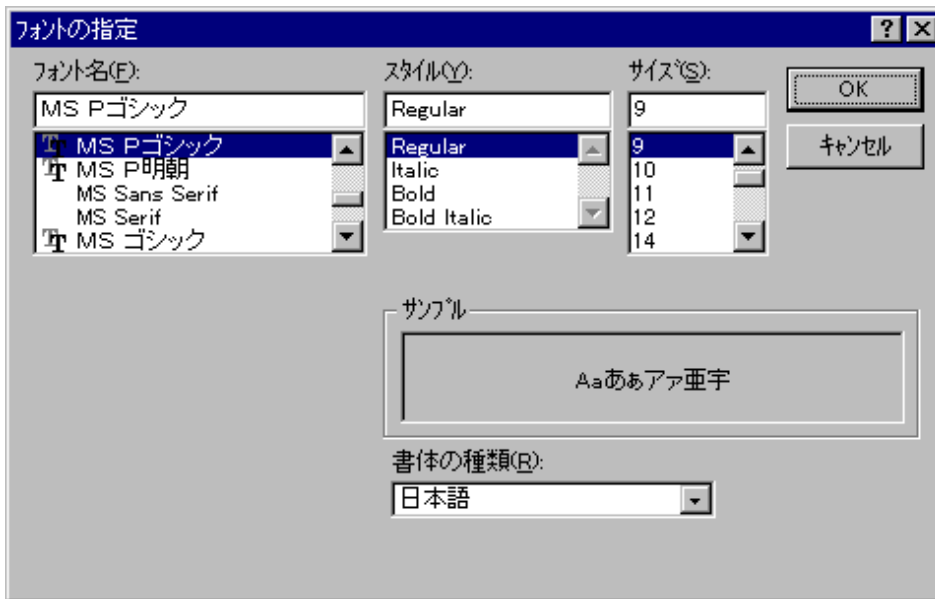 フォントの指定
フォント名(F):
MS Pゴシック
MS Pゴシック
MS P明朝
MS Sans Serif
MS Serif
MS ゴシック
スタイル(Y):
Regular
Regular
Italic
Bold
Bold Italic
サイズ(S):
9
9
10
11
12
14
OK
キャンセル
サンプル
Aaあぁアァ亜宇
書体の種類(R):
日本語